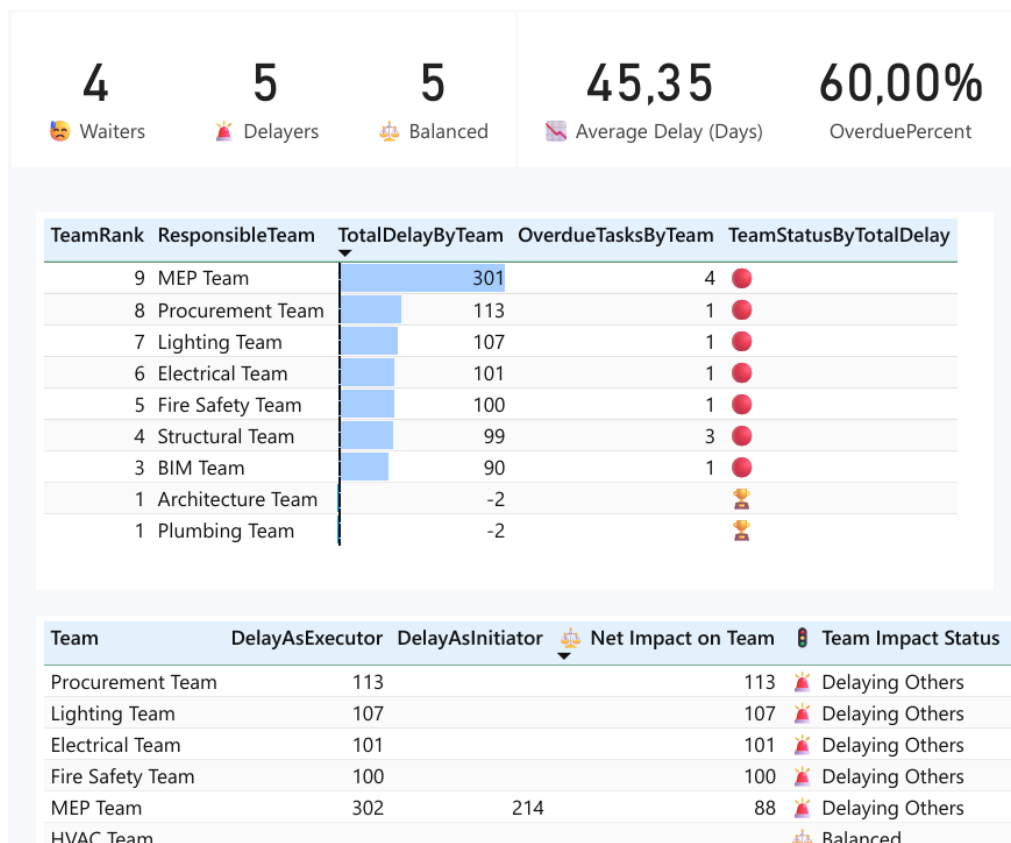 4 5 5 45,35 60,00%
Waiters Delayers Balanced Average Delay (Days) OverduePercent
TeamRank ResponsibleTeam TotalDelayByTeam OverdueTasksByTeam TeamStatusByTotalDelay
9 MEP Team 301 4
8 Procurement Team 113 1
7 Lighting Team 107 1
6 Electrical Team 101 1
5 Fire Safety Team 100 1
4 Structural Team 99 3
3 BIM Team 90 1
1 Architecture Team -2
1 Plumbing Team -2
Team DelayAsExecutor DelayAsInitiator Net Impact on Team Team Impact Status
Procurement Team 113 113 Delaying Others
Lighting Team 107 107 Delaying Others
Electrical Team 101 101 Delaying Others
Fire Safety Team 100 100 Delaying Others
MEP Team 302 214 88 Delaying Others
HVAC Team Balanced